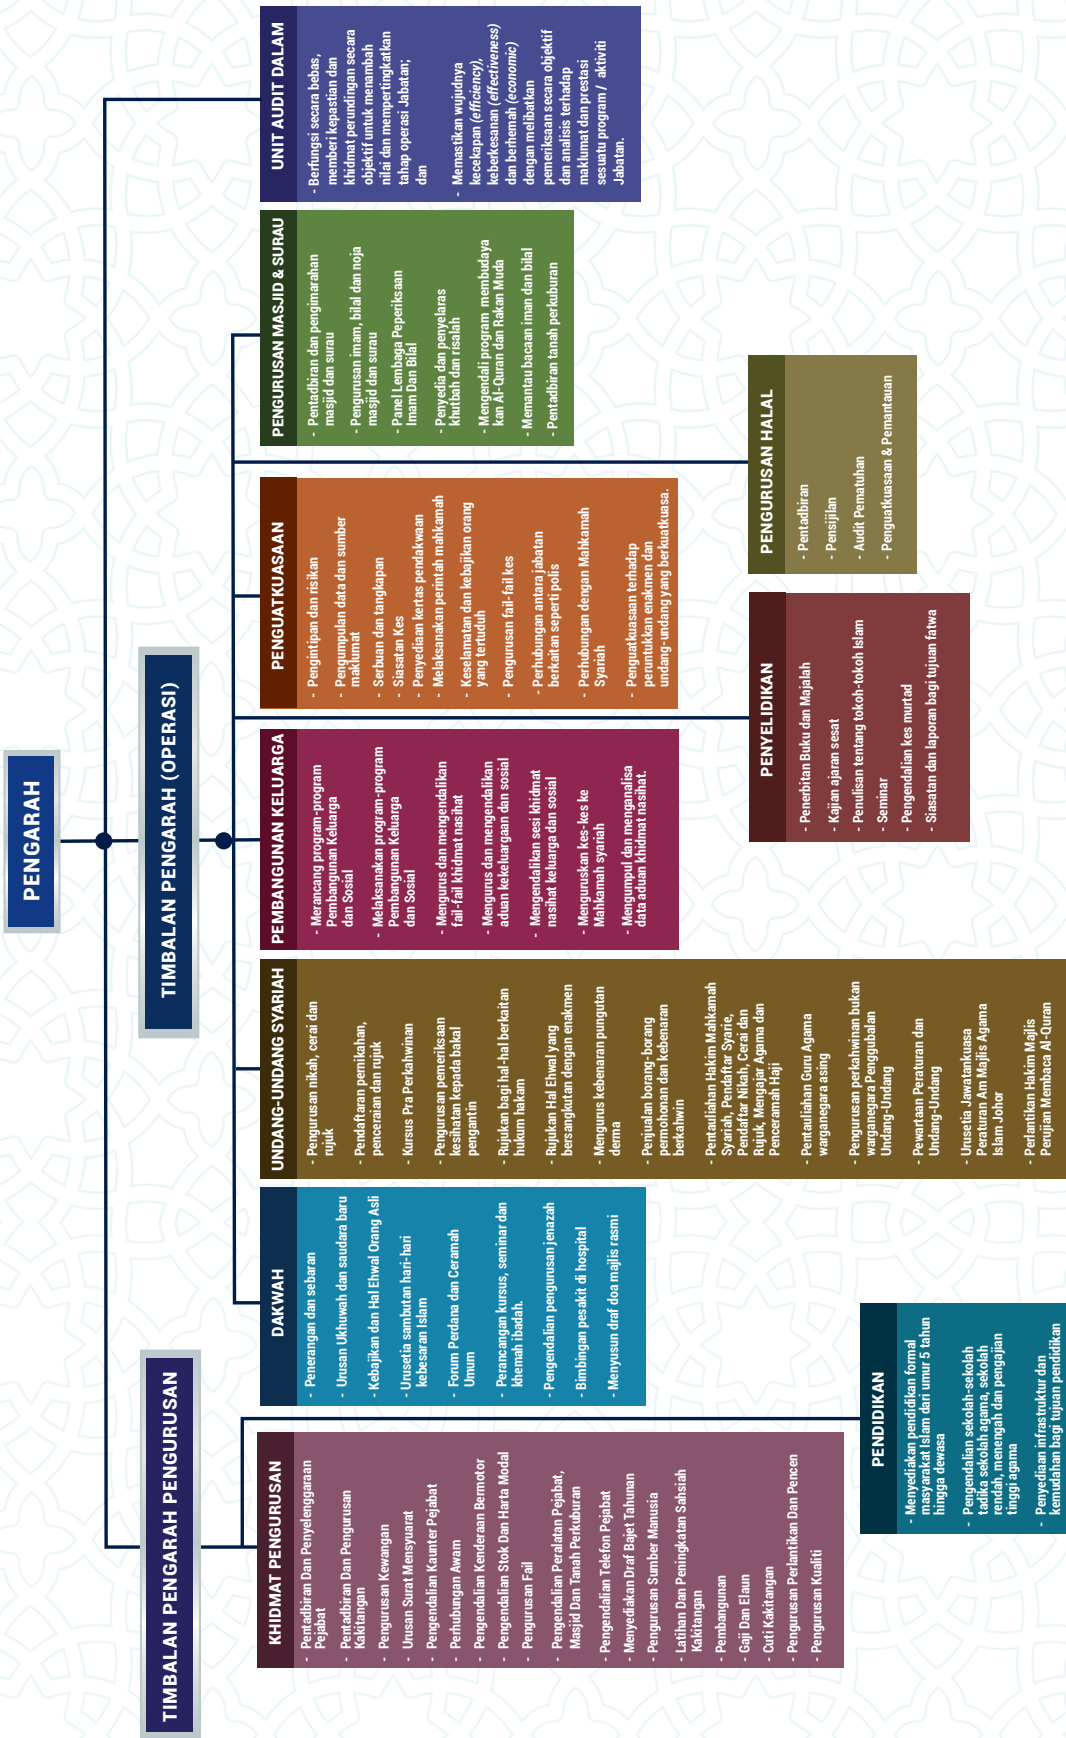 PENGARAH
TIMBALAN PENGARAH PENGURUSAN
TIMBALAN PENGARAH (OPERASI)
KHIDMAT PENGURUSAN
- Pentadbiran Dan Penyelenggaraan
Pejabat
- Pentadbiran Dan Pengurusan
Kakitangan
- Pengurusan Kewangan
- Urusan Surat Mensyuarat
- Pengendalian Kaunter Pejabat
- Perhubungan Awam
- Pengendalian Kenderaan Bermotor
- Pengendalian Stok Dan Harta Modal
- Pengurusan Fail
- Pengendalian Peralatan Pejabat,
Masjid Dan Tanah Perkuburan
- Pengendalian Telefon Pejabat
- Menyediakan Draf Bajet Tahunan
- Pengurusan Sumber Manusia
- Latihan Dan Peningkatan Sahsiah
Kakitangan
- Pembangunan
- Gaji Dan Elaun
- Cuti Kakitangan
- Pengurusan Perlantikan Dan Pencen
- Pengurusan Kualiti
PENDIDIKAN
- Menyediakan pendidikan formal
masyarakat Islam dari umur 5 tahun
hingga dewasa
- Pengendalian sekolah-sekolah
tadika sekolah agama, sekolah
rendah, menengah dan pengajian
tinggi agama
- Penyediaan infrastruktur dan
kemudahan bagi tujuan pendidikan
DAKWAH
- Penerangan dan sebaran
- Urusan Ukhuwah dan saudara baru
- Kebajikan dan Hal Ehwal Orang Asli
- Urusetia sambutan hari-hari
kebesaran Islam
- Forum Perdana dan Ceramah
Umum
- Perancangan kursus, seminar dan
khemah ibadah.
- Pengendalian pengurusan jenazah
- Bimbingan pesakit di hospital
- Menyusun draf doa majlis rasmi
UNDANG-UNDANG SYARIAH
- Pengurusan nikah, cerai dan
rujuk
- Pendaftaran pernikahan,
penceraian dan rujuk
- Kursus Pra Perkahwinan
- Pengurusan pemeriksaan
kesihatan kepada bakal
pengantin
- Rujukan bagi hal-hal berkaitan
hukum hakam
- Rujukan Hal Ehwal yang
bersangkutan dengan enakmen
- Mengurus kebenaran pungutan
derma
- Penjualan borang-borang
permohonan dan kebenaran
berkahwin
- Pentauliahan Hakim Mahkamah
Syariah, Pendaftar Syarie,
Pendaftar Nikah, Cerai dan
Rujuk, Mengajar Agama dan
Penceramah Haji
- Pentauliahan Guru Agama
warganegara asing
- Pengurusan perkahwinan bukan
warganegara Penggubalan
Undang-Undang
- Pewartaan Peraturan dan
Undang-Undang
- Urusetia Jawatankuasa
Peraturan Am Majlis Agama
Islam Johor
- Perlantikan Hakim Majlis
Perujian Membaca Al-Quran
PEMBANGUNAN KELUARGA
- Merancang program-program
Pembangunan Keluarga
dan Sosial
- Melaksanakan program-program
Pembangunan Keluarga
dan Sosial
- Mengurus dan mengendalikan
fail-fail khidmat nasihat
- Mengurus dan mengendalikan
aduan kekeluargaan dan sosial
- Mengendalikan sesi khidmat
nasihat keluarga dan sosial
- Menguruskan kes-kes ke
Mahkamah syariah
- Mengumpul dan menganalisa
data aduan khidmat nasihat.
PENYELIDIKAN
- Penerbitan Buku dan Majalah
- Kajian ajaran sesat
- Penulisan tentang tokoh-tokoh Islam
- Seminar
- Pengendalian kes murtad
- Siasatan dan laporan bagi tujuan fatwa
PENGUATKUASAAN
- Pengintipan dan risikan
- Pengumpulan data dan sumber
maklumat
- Serbuan dan tangkapan
- Siasatan Kes
- Penyediaan kertas pendakwaan
- Melaksanakan perintah mahkamah
- Keselamatan dan kebajikan orang
yang tertuduh
- Pengurusan fail-fail kes
- Perhubungan antara jabatan
berkaitan seperti polis
- Perhubungan dengan Mahkamah
Syariah
- Penguatkuasaan terhadap
peruntukkan enakmen dan
undang-undang yang berkuatkuasa.
PENGURUSAN HALAL
- Pentadbiran
- Pensijilan
- Audit Pematuhan
- Penguatkuasaan & Pemantauan
PENGURUSAN MASJID & SURAU
- Pentadbiran dan pengimarahan
masjid dan surau
- Pengurusan imam, bilal dan noja
masjid dan surau
- Panel Lembaga Peperiksaan
Imam Dan Bilal
- Penyedia dan penyelaras
khutbah dan risalah
- Mengendai program membudaya
kan Al-Quran dan Rakan Muda
- Memantau bacaan iman dan bilal
- Pentadbiran tanah perkuburan
UNIT AUDIT DALAM
- Berfungsi secara bebas,
memberi kepastian dan
khidmat perundingan secara
objektif untuk menambah
nilai dan mempertingkatkan
tahap operasi Jabatan;
dan
- Memastikan wujudnya
kecekapan (efficiency),
keberkesanan (effectiveness)
dan berhemah (economic)
dengan melibatkan
pemeriksaan secara objektif
dan analisis terhadap
maklumat dan prestasi
sesuatu program / aktiviti
Jabatan.